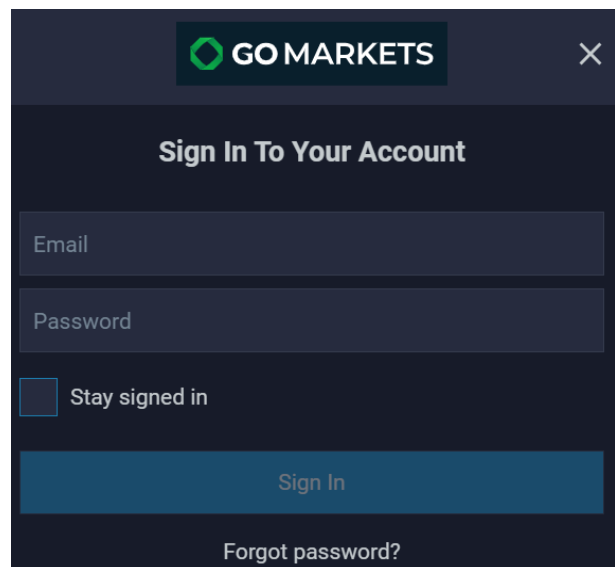 GO MARKETS
Sign In To Your Account
Email
Password
Stay signed in
Sign In
Forgot password?